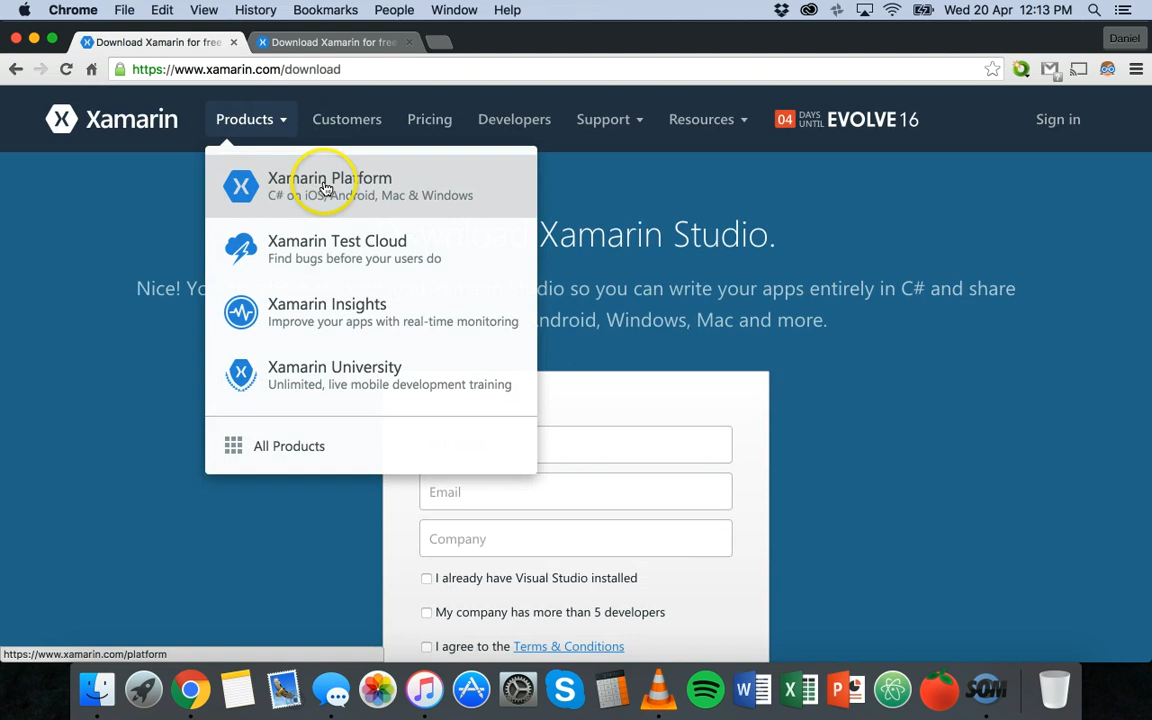 Chrome File Edit View History Bookmarks People Window Help Wed 20 Apr 12:13 PM
Download Xamarin for free Download Xamarin for free Daniel
https://www.xamarin.com/download
Xamarin Products Customers Pricing Developers Support Resources 04 DAYS UNTIL EVOLVE 16 Sign in
Xamarin Platform
C# on iOS, Android, Mac & Windows
Xamarin Test Cloud
Find bugs before your users do
Xamarin Insights
Improve your apps with real-time monitoring
Xamarin University
Unlimited, live mobile development training
All Products
Xamarin Studio.
Nice! so you can write your apps entirely in C# and share
Android, Windows, Mac and more.
Email
Company
I already have Visual Studio installed
My company has more than 5 developers
I agree to the Terms & Conditions
https://www.xamarin.com/platform
SOM